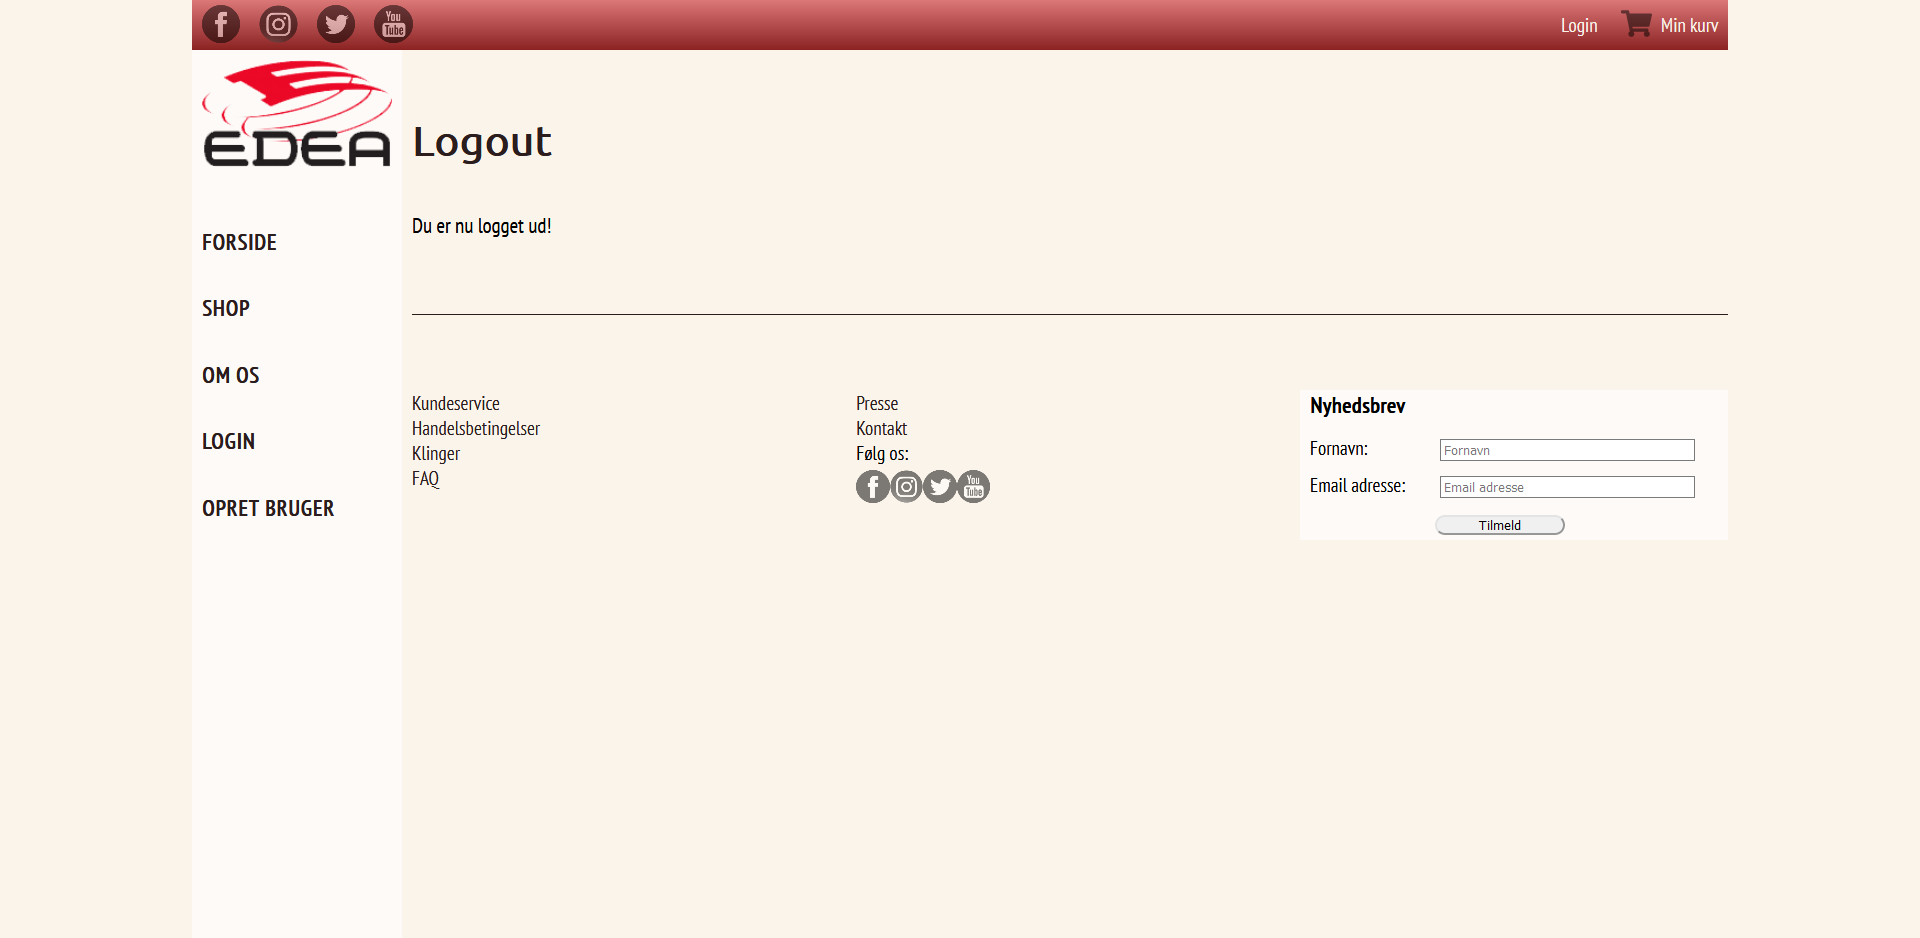 You
Tube
Login
Min kurv
EDEA
Logout
Du er nu logget ud!
FORSIDE
SHOP
OM OS
LOGIN
OPRET BRUGER
Kundeservice
Handelsbetingelser
Klinger
FAQ
Presse
Kontakt
Følg os:
You
Tube
Nyhedsbrev
Fornavn:
Fornavn
Email adresse:
Email adresse
Tilmeld